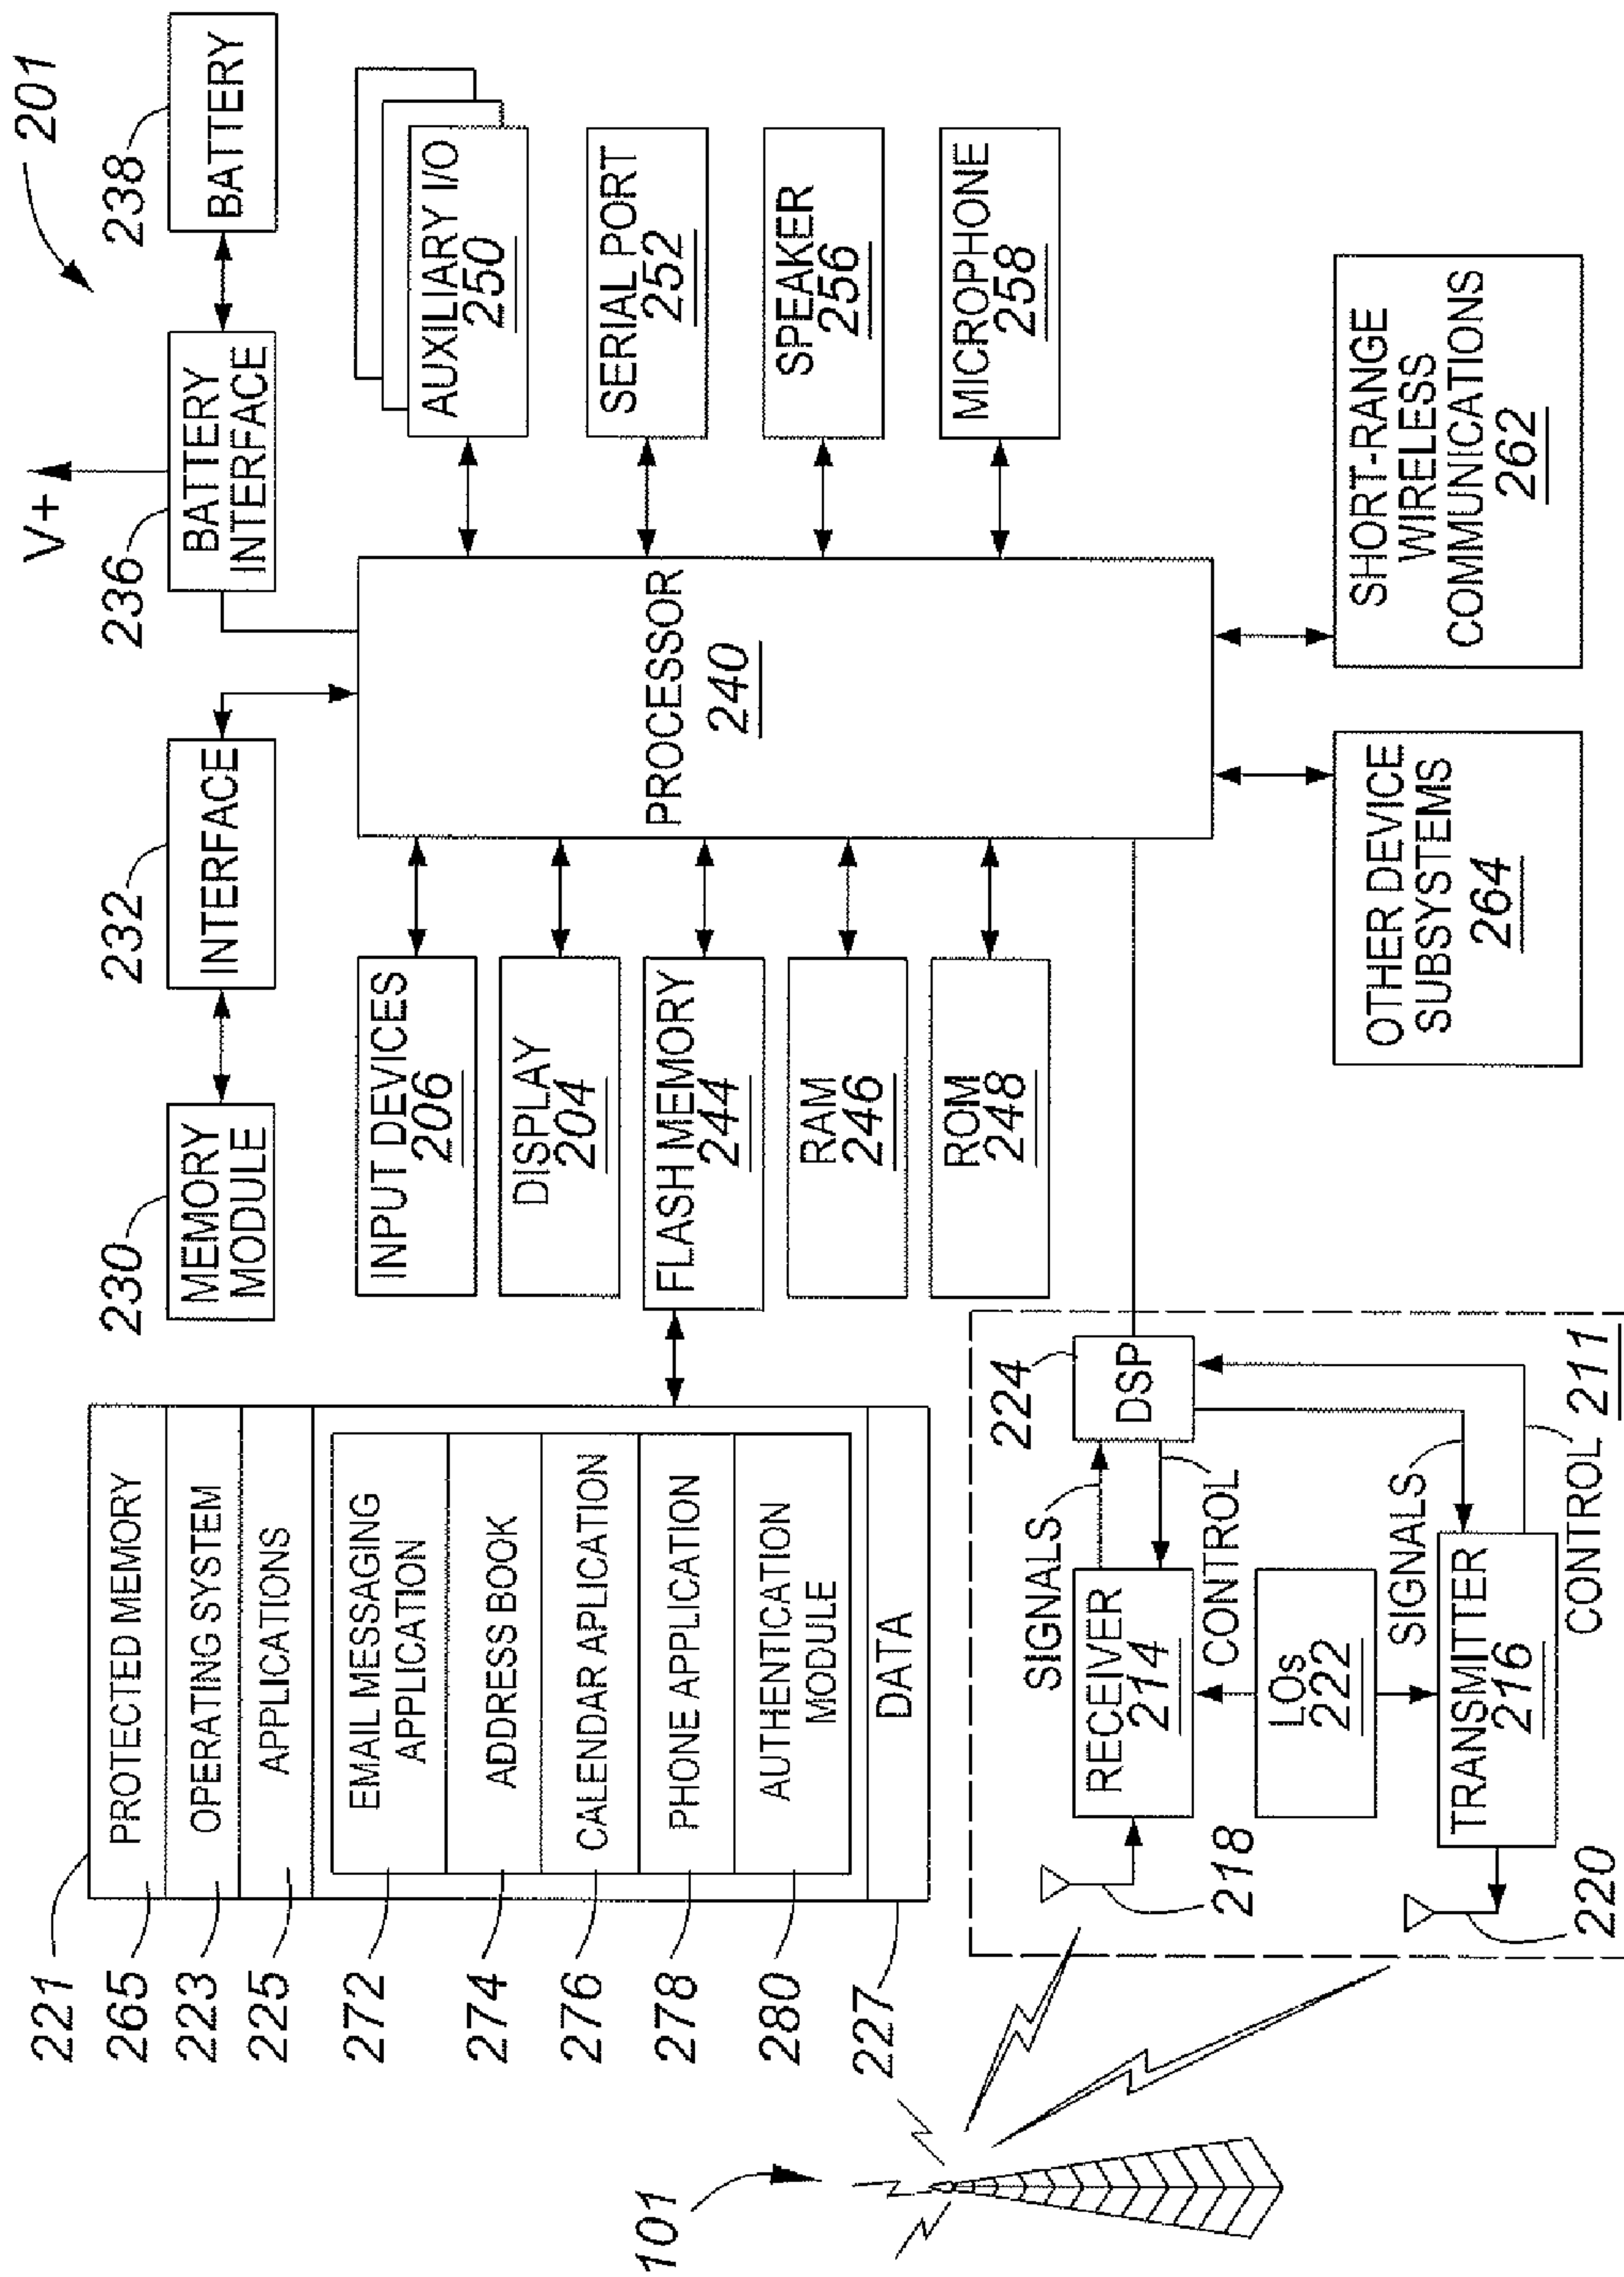 201
V+
230
232
236
238
MEMORY
MODULE
INTERFACE
BATTERY
INTERFACE
BATTERY
221
265
223
225
272
274
276
278
280
227
PROTECTED MEMORY
OPERATING SYSTEM
APPLICATIONS
EMAIL MESSAGING
APPLICATION
ADDRESS BOOK
CALENDAR APPLICATION
PHONE APPLICATION
AUTHENTICATION
MODULE
DATA
INPUT DEVICES
206
DISPLAY
204
FLASH MEMORY
244
RAM
246
ROM
248
PROCESSOR
240
AUXILIARY I/O
250
SERIAL PORT
252
SPEAKER
256
MICROPHONE
258
101
SIGNALS
224
DSP
RECEIVER
214
CONTROL
218
LOs
222
SIGNALS
TRANSMITTER
216
CONTROL
220
211
OTHER DEVICE
SUBSYSTEMS
264
SHORT-RANGE
WIRELESS
COMMUNICATIONS
262